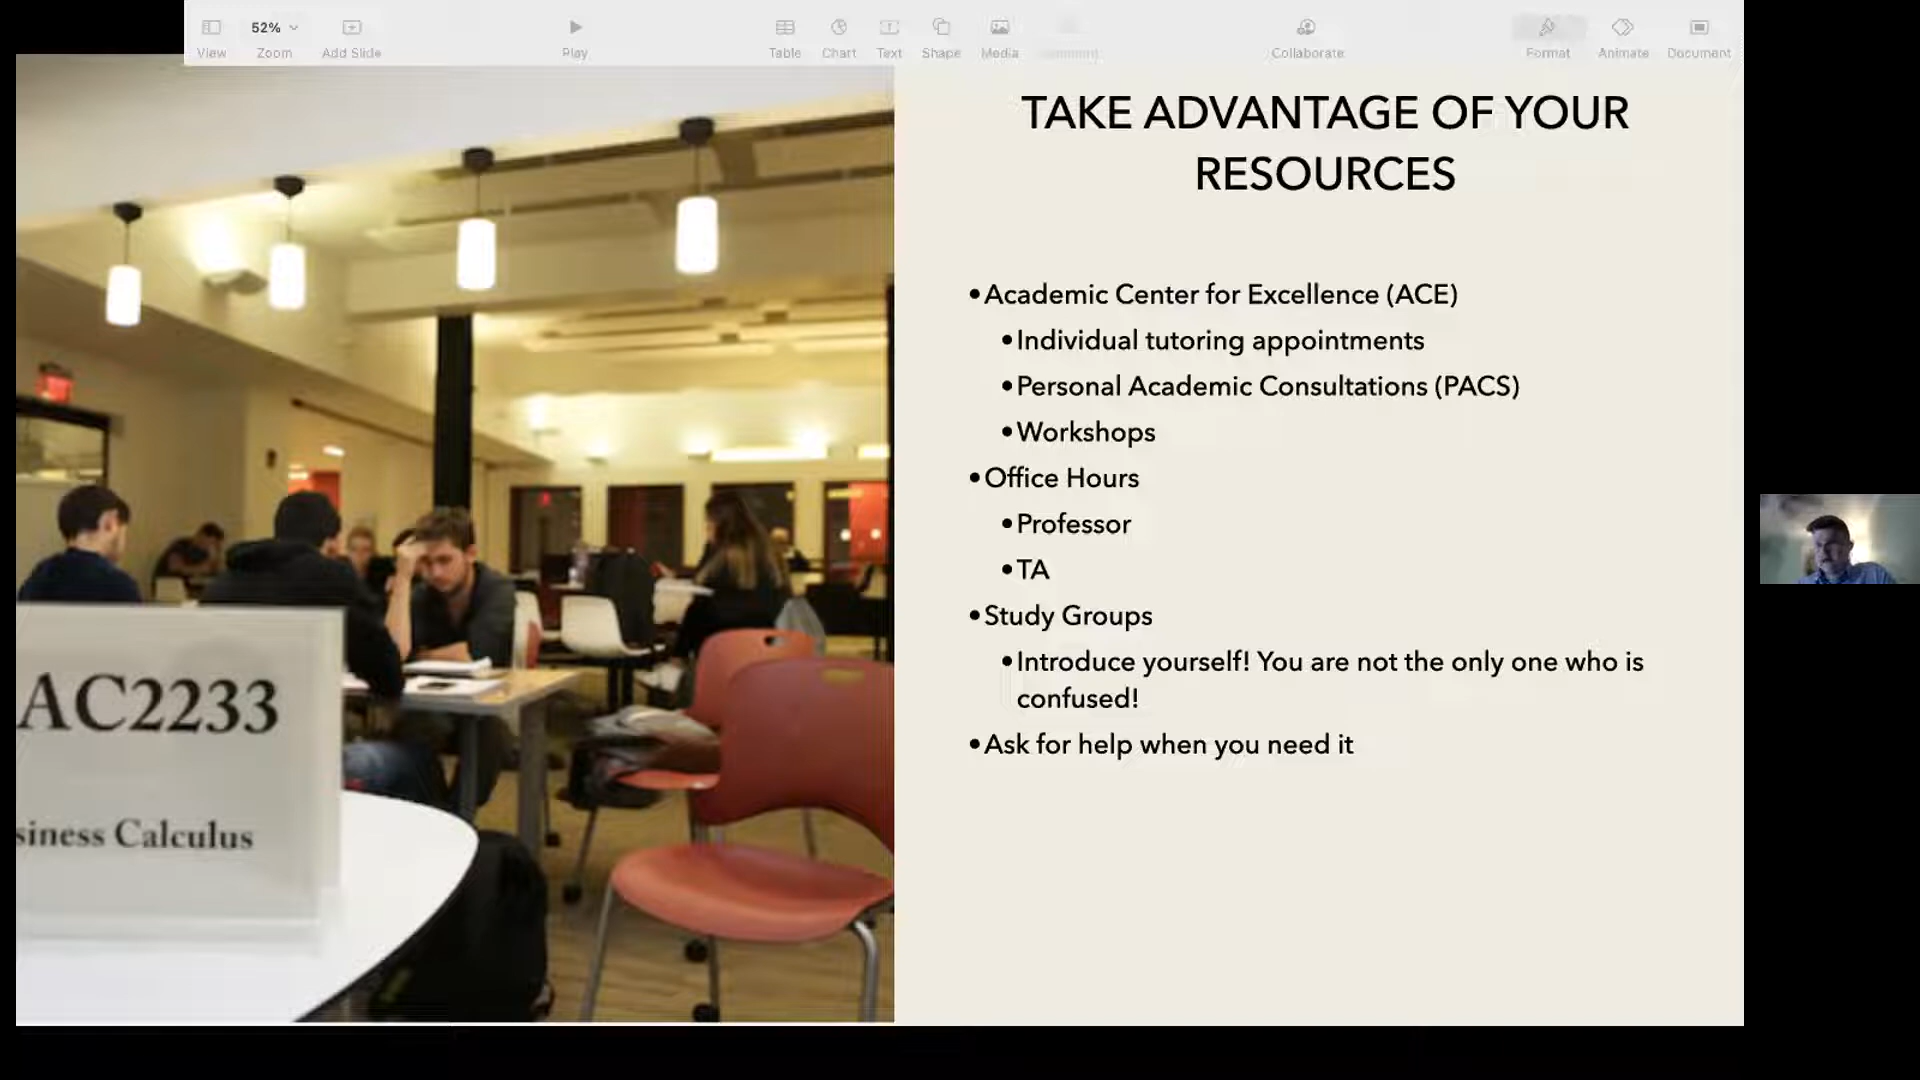 View
52%
Zoom
Add Slide
Play
Table
Chart
Text
Shape
Media
Collaborate
Format
Animate
Document
TAKE ADVANTAGE OF YOUR
RESOURCES
•Academic Center for Excellence (ACE)
•Individual tutoring appointments
•Personal Academic Consultations (PACS)
•Workshops
•Office Hours
•Professor
•TA
•Study Groups
•Introduce yourself! You are not the only one who is
confused!
•Ask for help when you need it
AC2233
siness Calculus